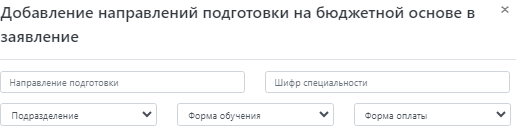 Добавление направлений подготовки на бюджетной основе в
заявление
×
Направление подготовки Шифр специальности
Подразделение Форма обучения Форма оплаты